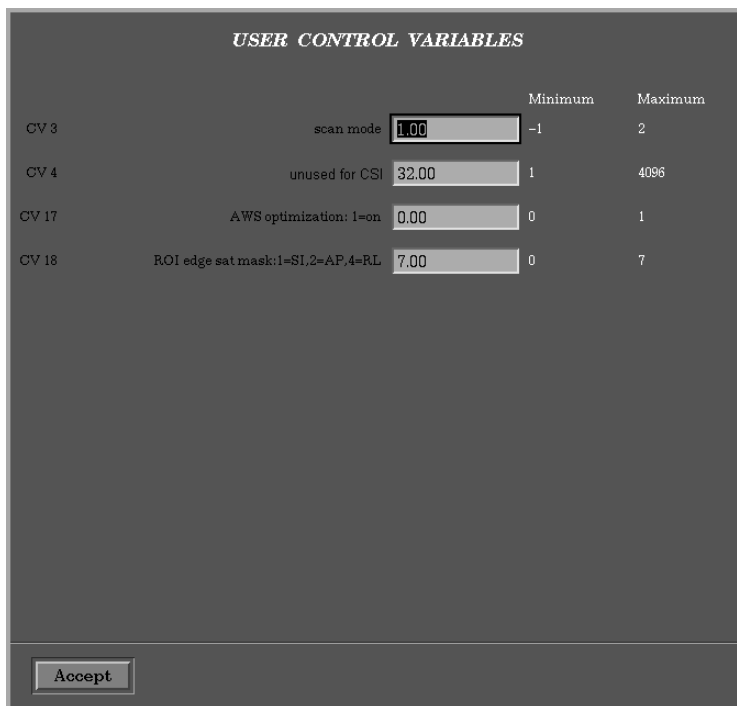 USER CONTROL VARIABLES
Minimum Maximum
CV 3 scan mode 1.00 -1 2
CV 4 unused for CSI 32.00 1 4096
CV 17 AWS optimization: 1=on 0.00 0 1
CV 18 ROI edge sat mask:1=SI,2=AP,4=RL 7.00 0 7
Accept